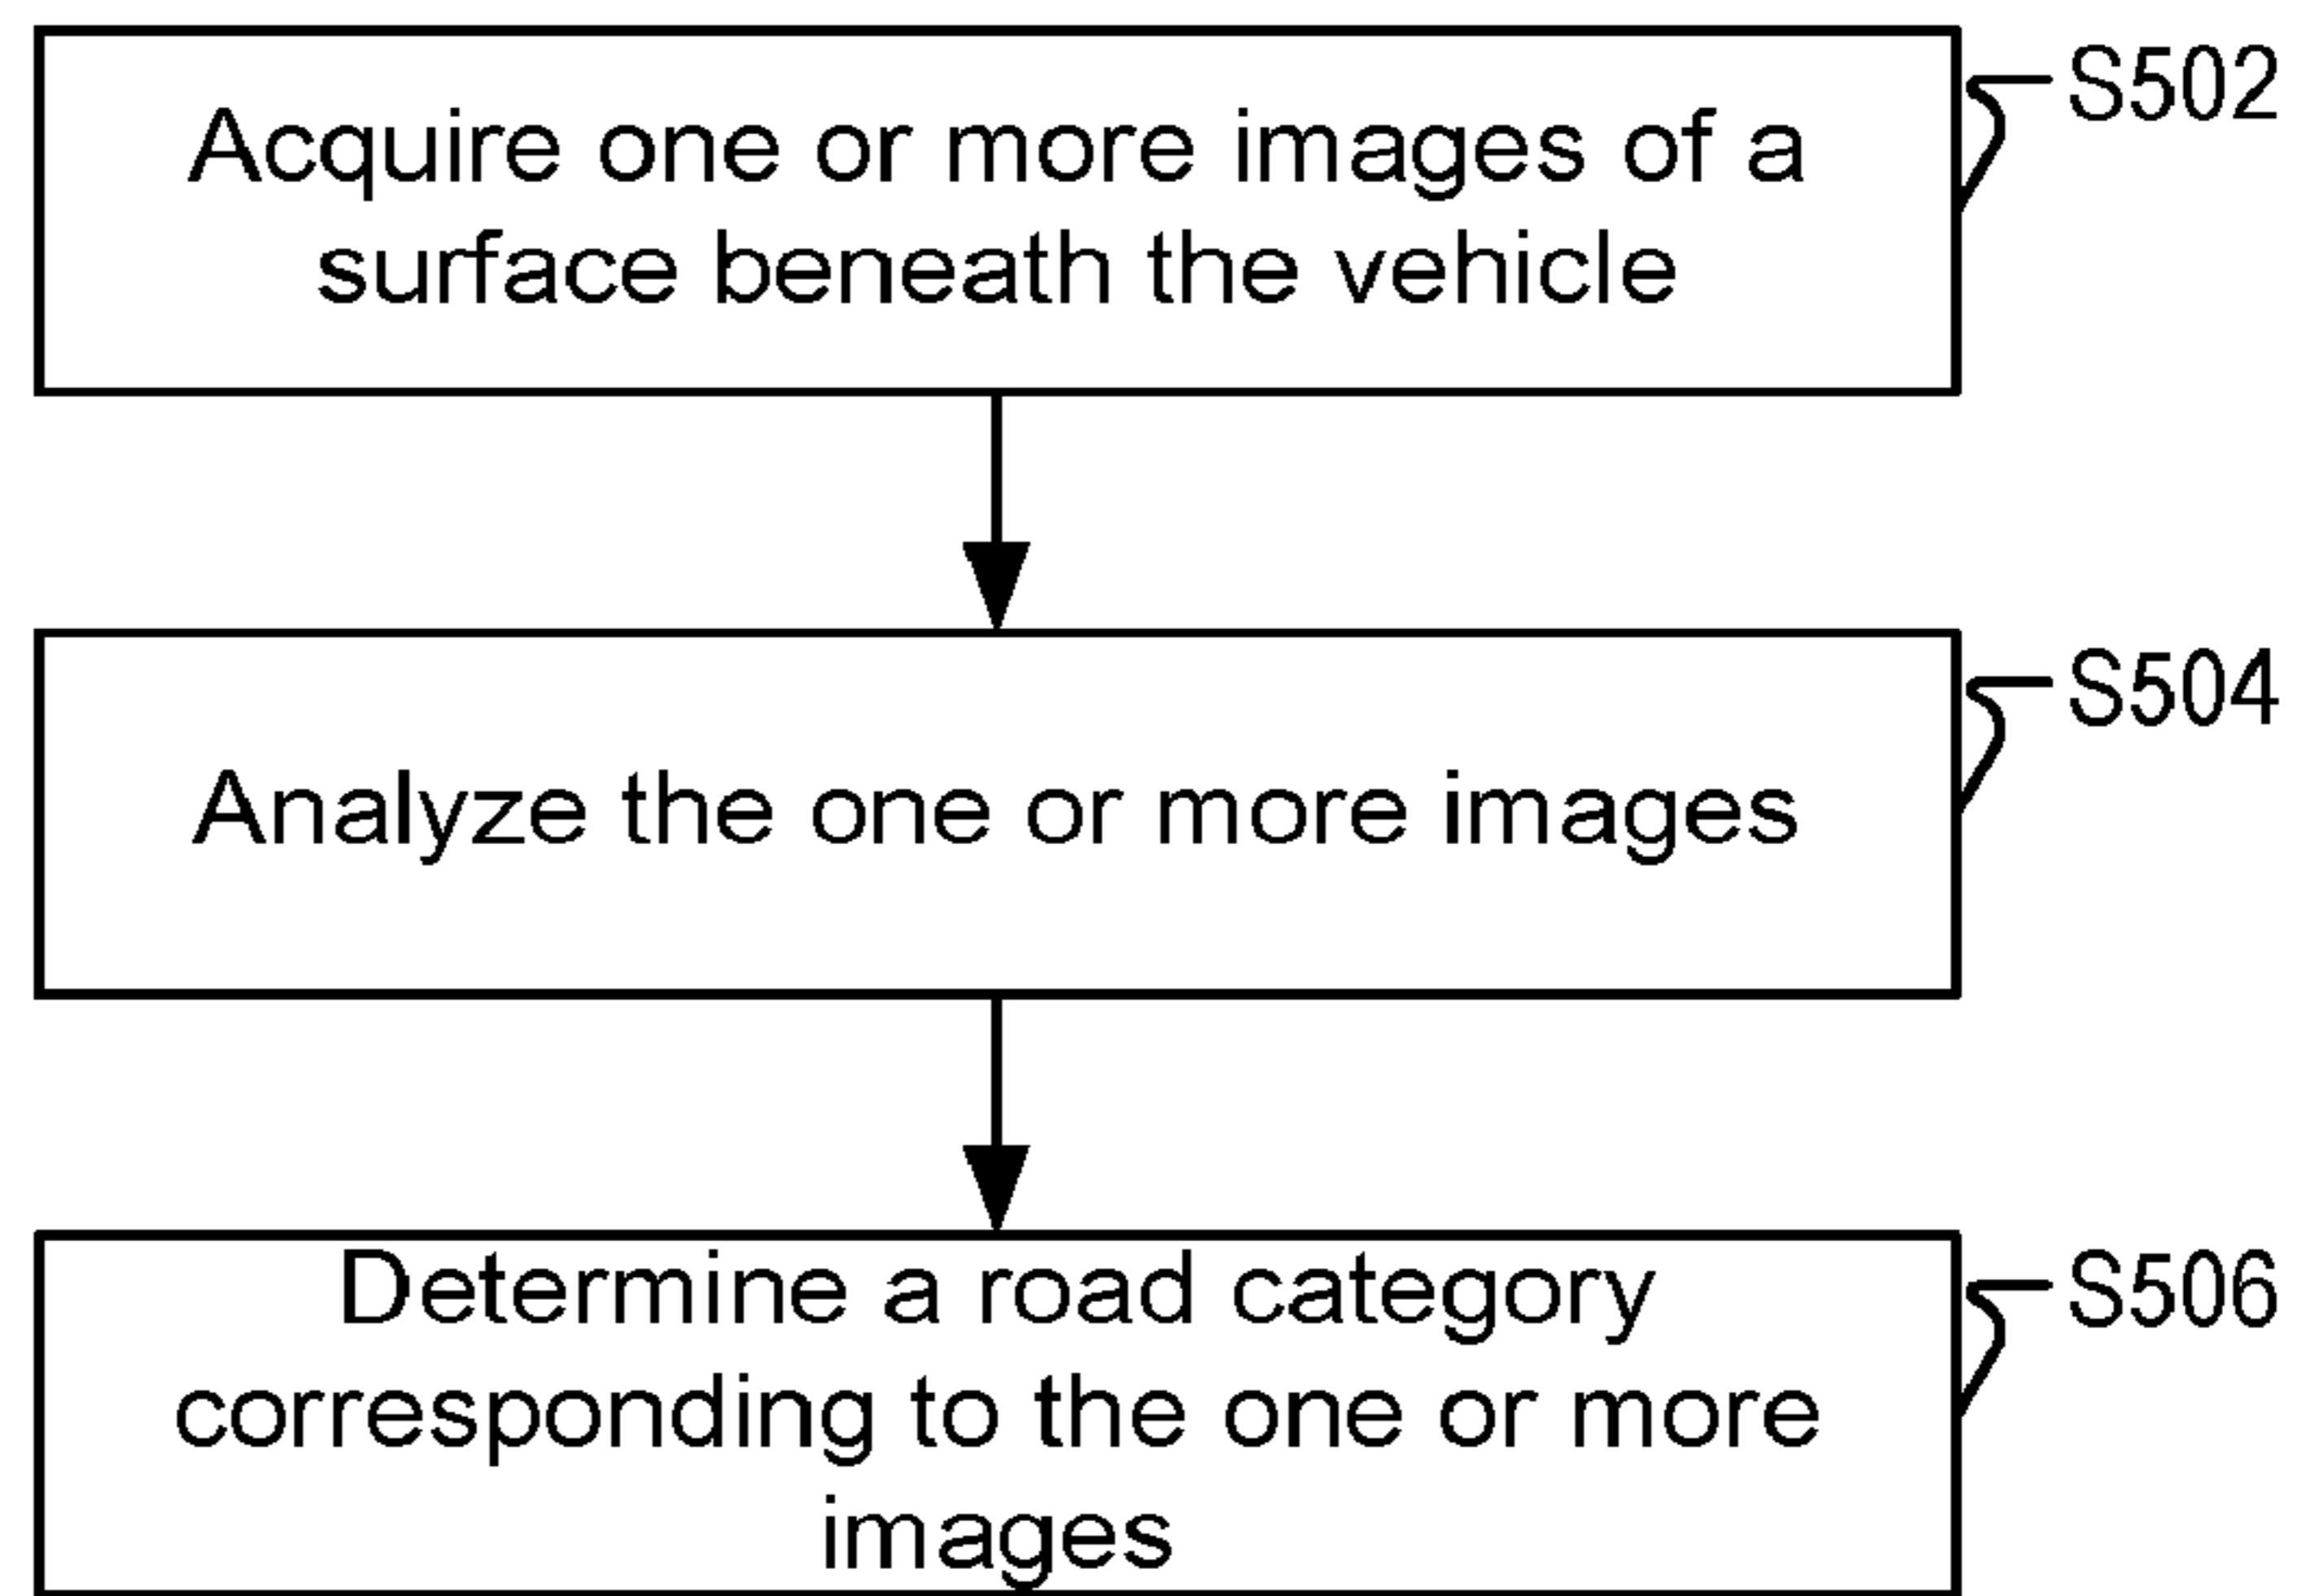 Acquire one or more images of a
surface beneath the vehicle
S502
Analyze the one or more images
S504
Determine a road category
corresponding to the one or more
images
S506